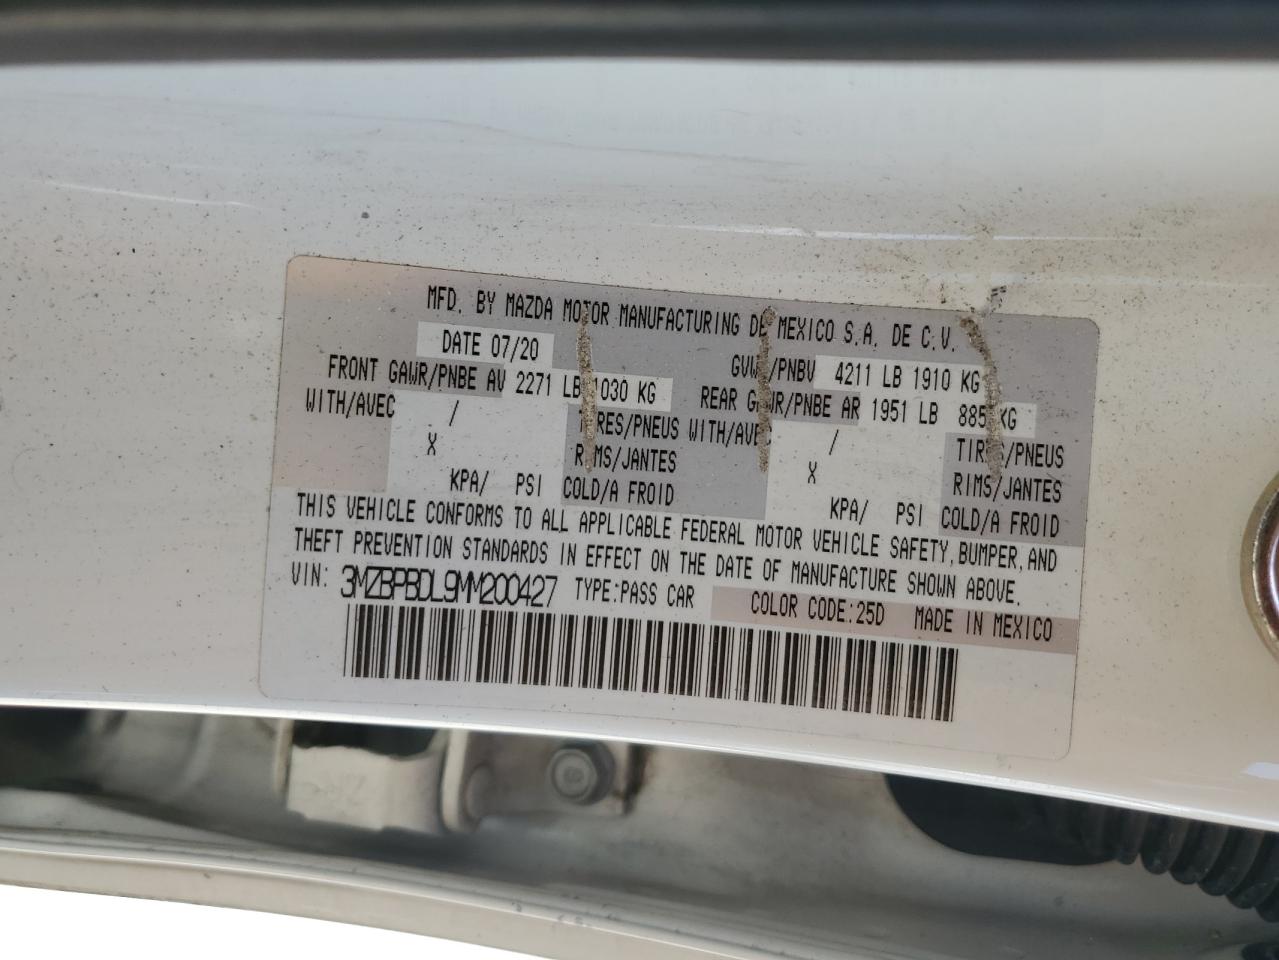 MFD. BY MAZDA MOTOR MANUFACTURING DE MEXICO S.A. DE C.V.
DATE 07/20 GVWR/PNBV 4211 LB 1910 KG
FRONT GAWR/PNBE AV 2271 LB 1030 KG REAR GAWR/PNBE AR 1951 LB 885 KG
WITH/AVEC / TIRES/PNEUS WITH/AVEC / TIRES/PNEUS
X RIMS/JANTES X RIMS/JANTES
KPA/ PSI COLD/A FROID KPA/ PSI COLD/A FROID
THIS VEHICLE CONFORMS TO ALL APPLICABLE FEDERAL MOTOR VEHICLE SAFETY, BUMPER, AND
THEFT PREVENTION STANDARDS IN EFFECT ON THE DATE OF MANUFACTURE SHOWN ABOVE.
VIN: 3MZBPBDL9MM200427 TYPE:PASS CAR COLOR CODE:25D MADE IN MEXICO